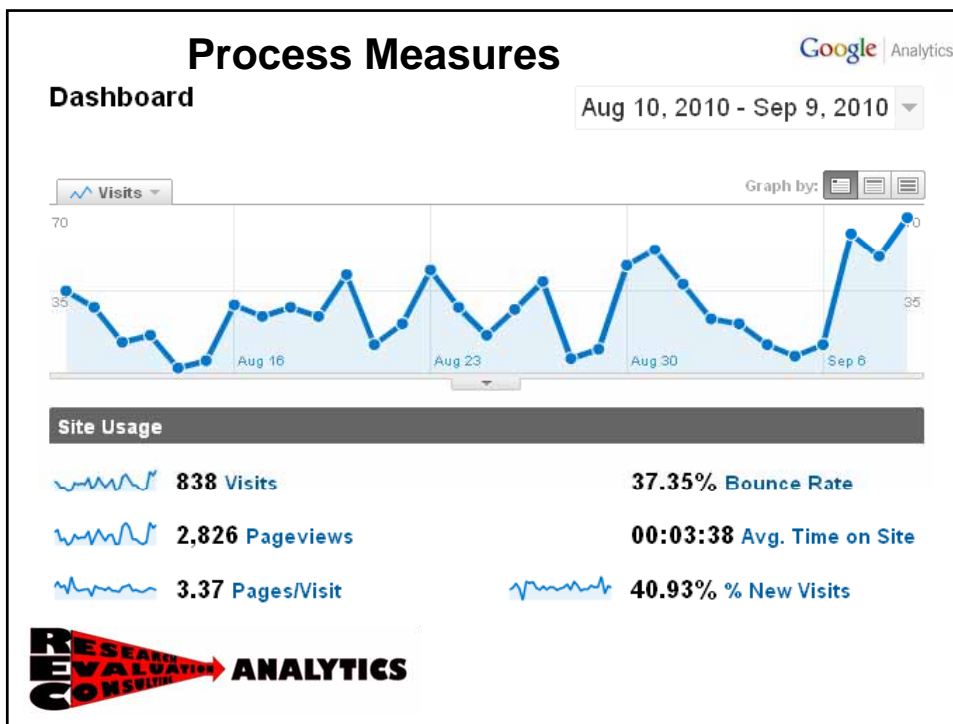 Process Measures
Google Analytics
Dashboard
Aug 10, 2010 - Sep 9, 2010
Visits
Graph by:
70
70
35
35
Aug 16
Aug 23
Aug 30
Sep 6
Site Usage
838 Visits
37.35% Bounce Rate
2,826 Pageviews
00:03:38 Avg. Time on Site
3.37 Pages/Visit
40.93% % New Visits
RESEARCH
EVALUATION
CONSULTING
ANALYTICS